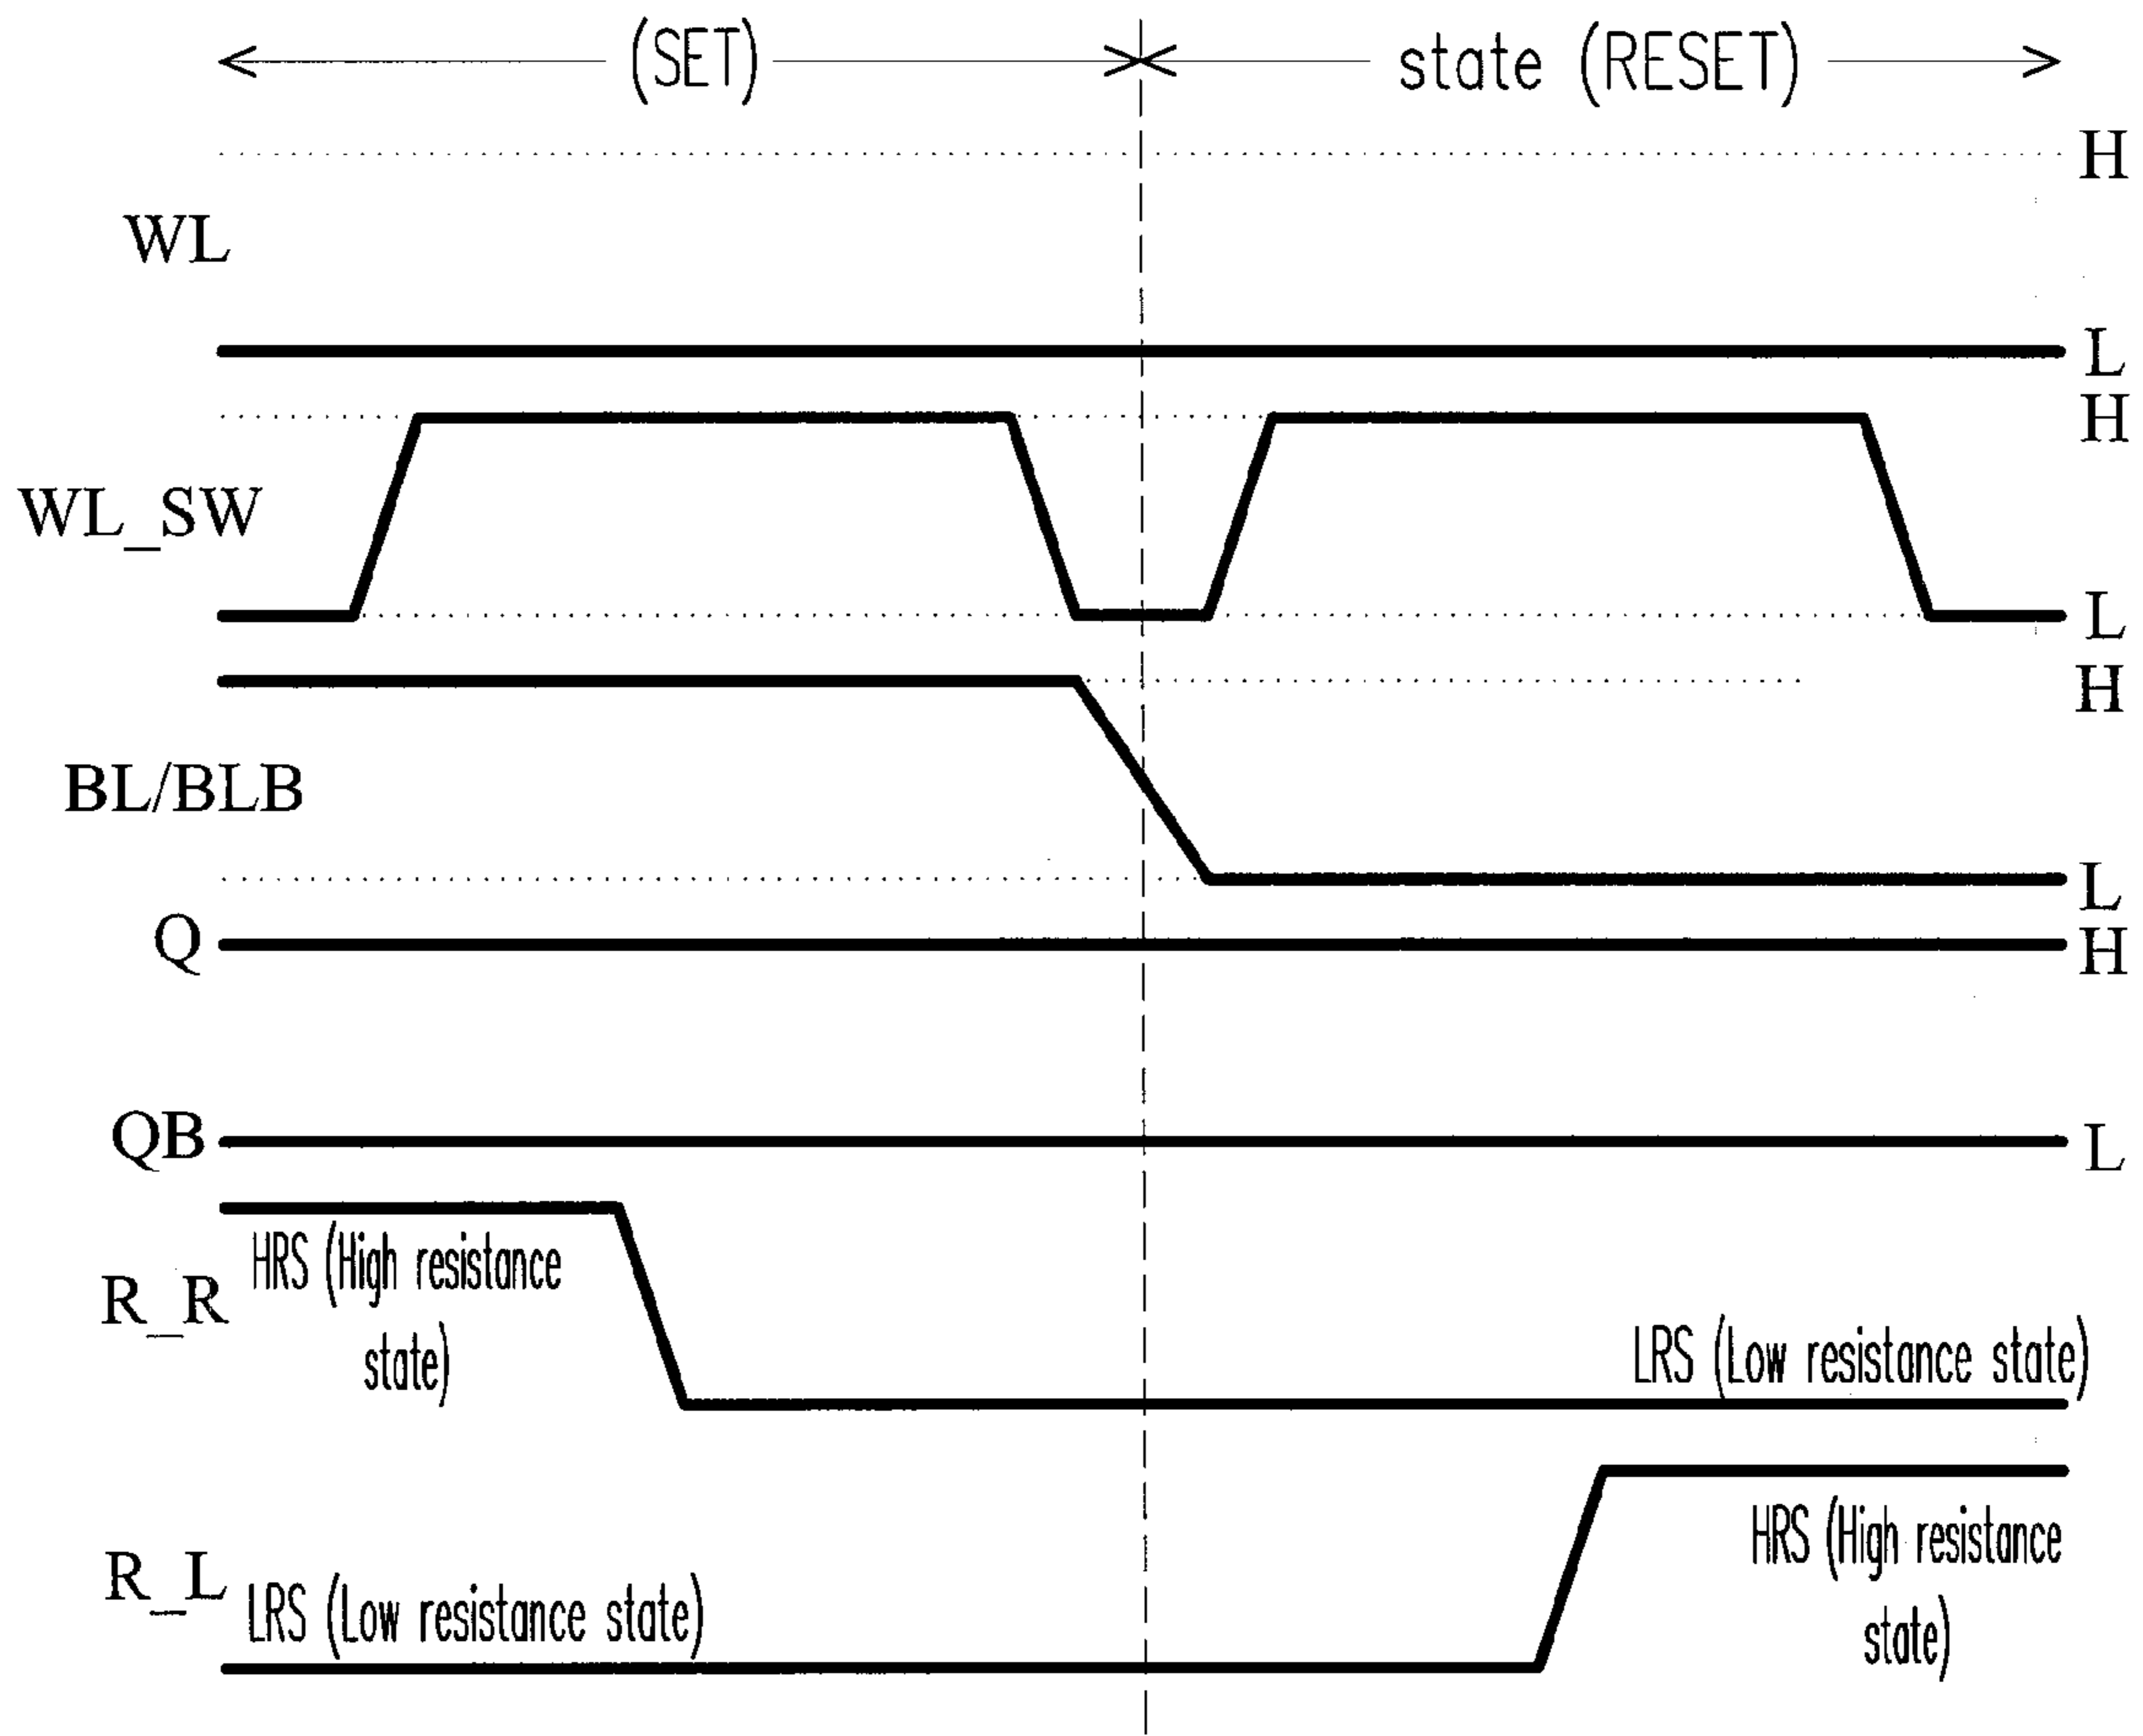 (SET)
state (RESET)
H
WL
L
H
WL_SW
L
H
BL/BLB
L
Q
H
QB
L
HRS (High resistance
state)
R_R
LRS (Low resistance state)
HRS (High resistance
state)
R_L
LRS (Low resistance state)